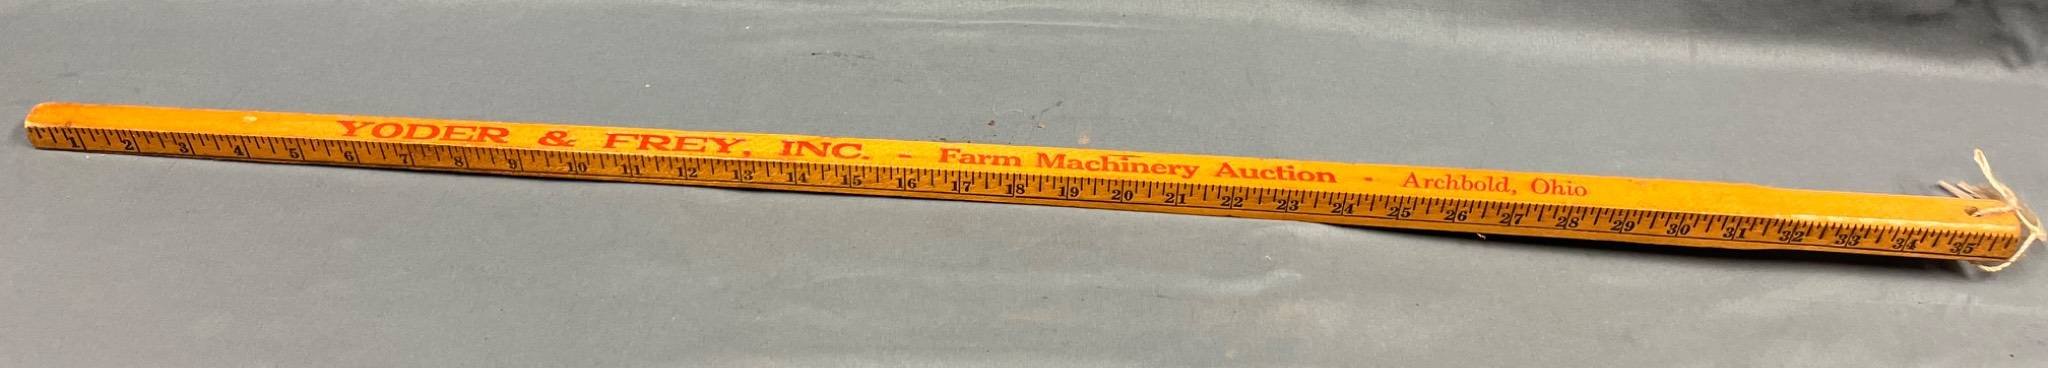 YODER & FREY, INC. - Farm Machinery Auction - Archbold, Ohio
1 2 3 4 5 6 7 8 9 10 11 12 13 14 15 16 17 18 19 20 21 22 23 24 25 26 27 28 29 30 31 32 33 34 35